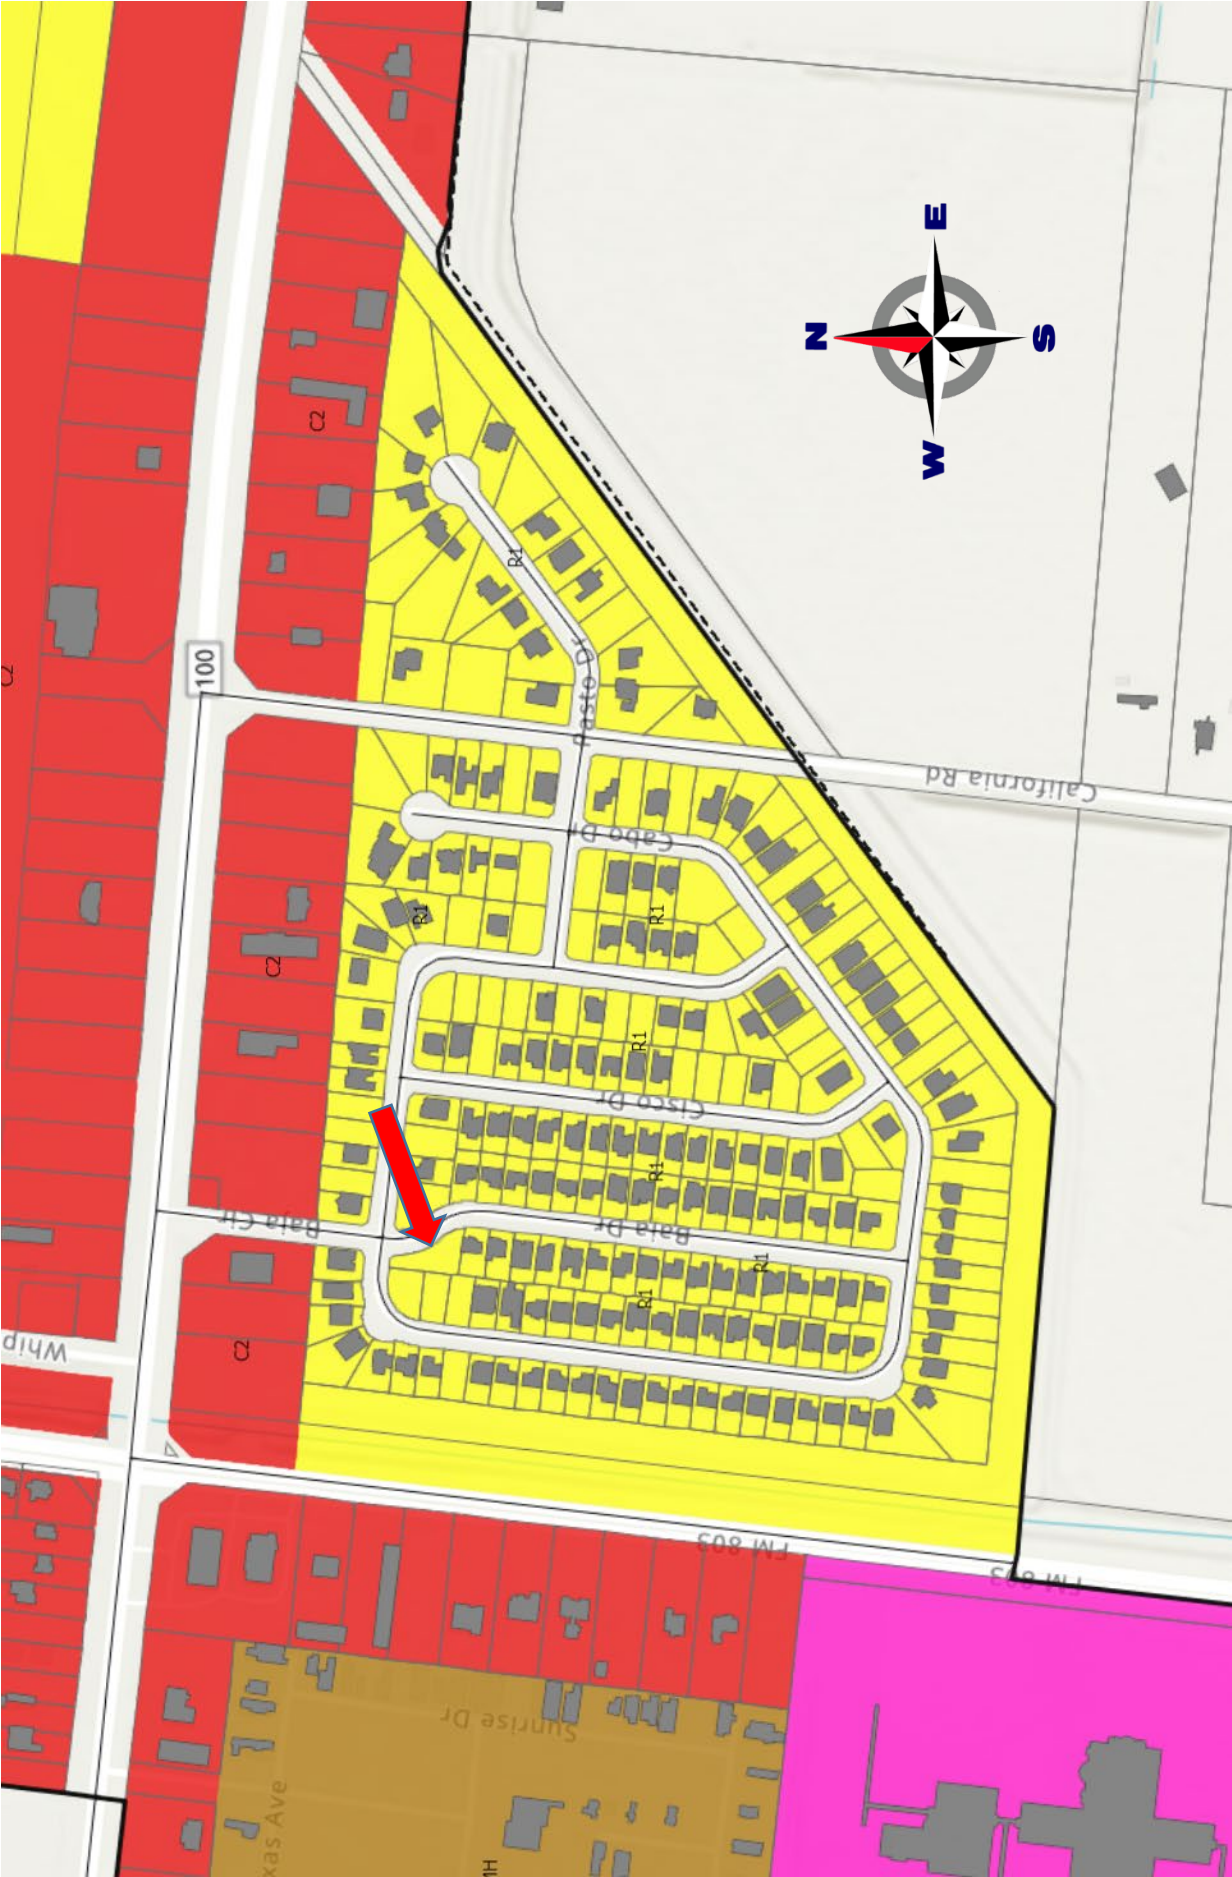 E
N
S
W
C2
R1
100
C2
Pasto Dr
California Rd
Cabo Dr
R1
R1
C2
R1
Cisco Dr
R1
Baja Cir
Baja Dr
R1
R1
C2
Whip
FM 803
FM 803
Sunrise Dr
xas Ave